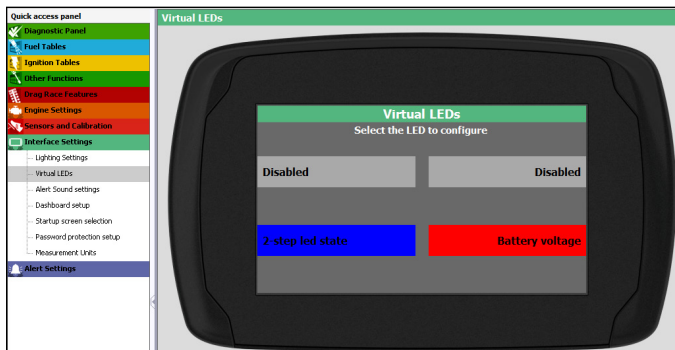 Quick access panel
Diagnostic Panel
Fuel Tables
Ignition Tables
Other Functions
Drag Race Features
Engine Settings
Sensors and Calibration
Interface Settings
Lighting Settings
Virtual LEDs
Alert Sound settings
Dashboard setup
Startup screen selection
Password protection setup
Measurement Units
Alert Settings
Virtual LEDs
Virtual LEDs
Select the LED to configure
Disabled Disabled
2-step led state Battery voltage